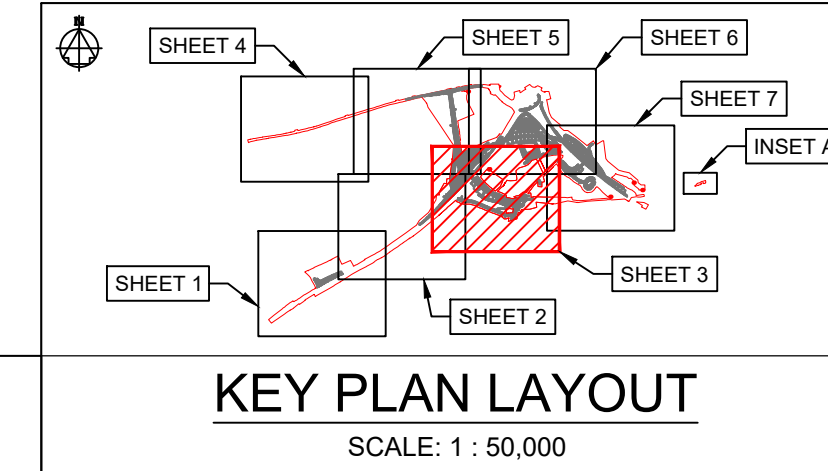 N
SHEET 4
SHEET 5
SHEET 6
SHEET 7
INSET A
SHEET 1
SHEET 2
SHEET 3
KEY PLAN LAYOUT
SCALE: 1 : 50,000